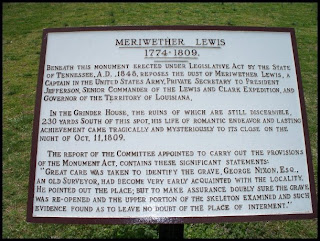 MERIWETHER LEWIS
1774-1809.
BENEATH THIS MONUMENT ERECTED UNDER LEGISLATIVE ACT BY THE STATE
OF TENNESSEE, A.D., 1848, REPOSES THE DUST OF MERIWETHER LEWIS, A
CAPTAIN IN THE UNITED STATES ARMY, PRIVATE SECRETARY TO PRESIDENT
JEFFERSON, SENIOR COMMANDER OF THE LEWIS AND CLARK EXPEDITION, AND
GOVERNOR OF THE TERRITORY OF LOUISIANA.
IN THE GRINDER HOUSE, THE RUINS OF WHICH ARE STILL DISCERNIBLE,
230 YARDS SOUTH OF THIS SPOT, HIS LIFE OF ROMANTIC ENDEAVOR AND LASTING
ACHIEVEMENT CAME TRAGICALLY AND MYSTERIOUSLY TO ITS CLOSE ON THE
NIGHT OF OCT. 11, 1809.
THE REPORT OF THE COMMITTEE APPOINTED TO CARRY OUT THE PROVISIONS
OF THE MONUMENT ACT, CONTAINS THESE SIGNIFICANT STATEMENTS:
"GREAT CARE WAS TAKEN TO IDENTIFY THE GRAVE. GEORGE NIXON, ESQ.,
AN OLD SURVEYOR, HAD BECOME VERY EARLY ACQUAINTED WITH THE LOCALITY.
HE POINTED OUT THE PLACE; BUT TO MAKE ASSURANCE DOUBLY SURE THE GRAVE
WAS RE-OPENED AND THE UPPER PORTION OF THE SKELETON EXAMINED AND SUCH
EVIDENCE FOUND AS TO LEAVE NO DOUBT OF THE PLACE OF INTERMENT."